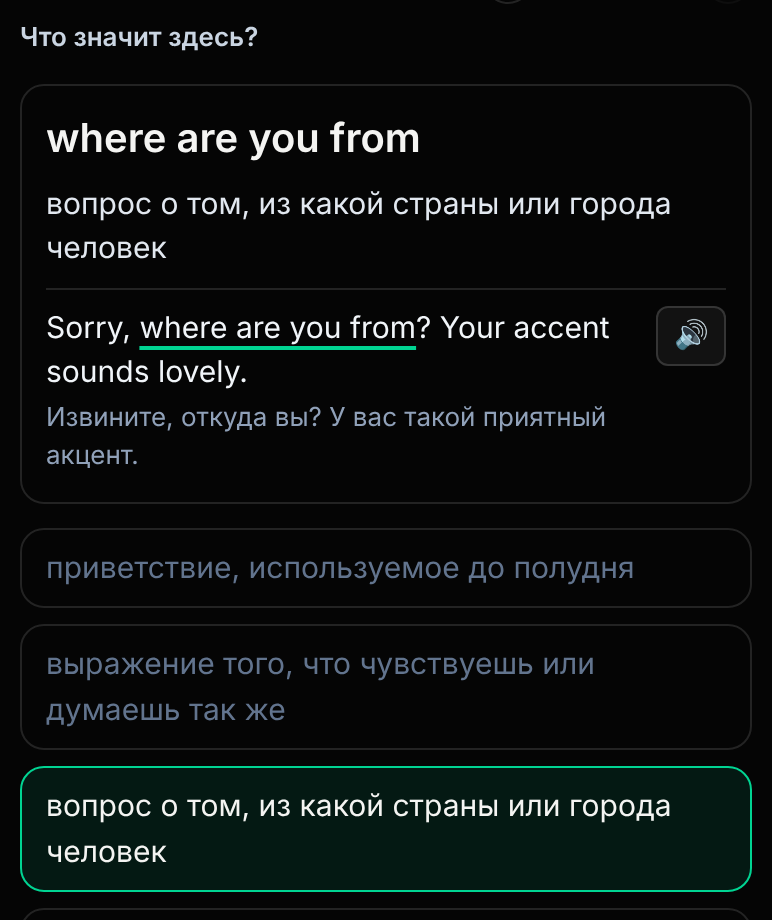 Что значит здесь?
where are you from
вопрос о том, из какой страны или города
человек
Sorry, where are you from? Your accent
sounds lovely.
Извините, откуда вы? У вас такой приятный
акцент.
приветствие, используемое до полудня
выражение того, что чувствуешь или
думаешь так же
вопрос о том, из какой страны или города
человек